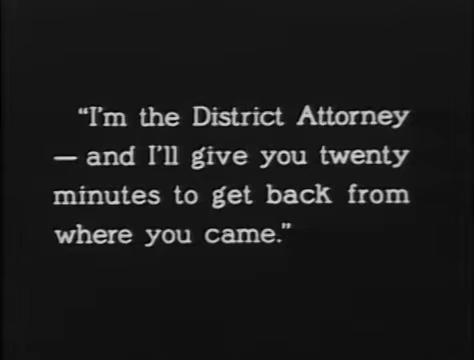 "I'm the District Attorney
— and I'll give you twenty
minutes to get back from
where you came."